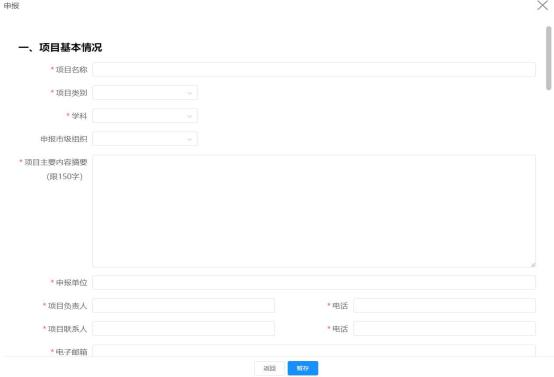 申报
一、项目基本情况
* 项目名称
* 项目类别
* 学科
申报市级组织
* 项目主要内容摘要
(限150字)
* 申报单位
* 项目负责人 * 电话
* 项目联系人 * 电话
* 电子邮箱
返回 暂存